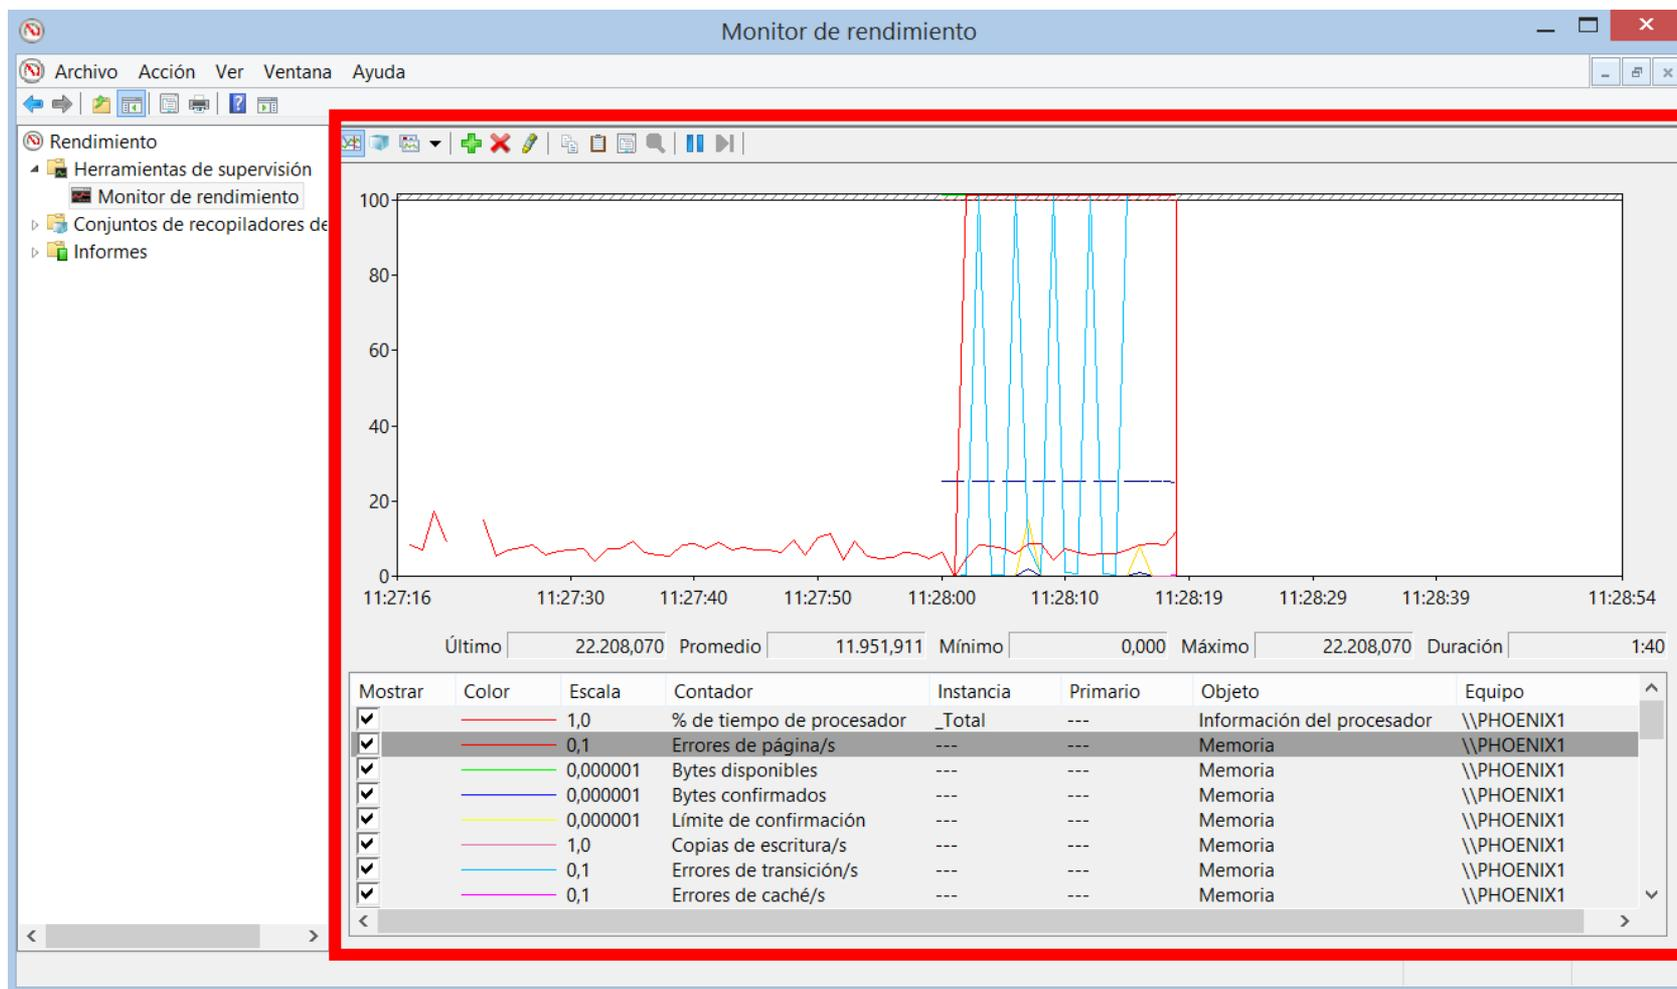 Monitor de rendimiento
Archivo Acción Ver Ventana Ayuda
Rendimiento
Herramientas de supervisión
Monitor de rendimiento
Conjuntos de recopiladores de
Informes
100
80
60
40
20
0
11:27:16 11:27:30 11:27:40 11:27:50 11:28:00 11:28:10 11:28:19 11:28:29 11:28:39 11:28:54
Último 22.208,070 Promedio 11.951,911 Mínimo 0,000 Máximo 22.208,070 Duración 1:40
Mostrar Color Escala Contador Instancia Primario Objeto Equipo
1,0 % de tiempo de procesador _Total --- Información del procesador \\PHOENIX1
0,1 Errores de página/s --- --- Memoria \\PHOENIX1
0,000001 Bytes disponibles --- --- Memoria \\PHOENIX1
0,000001 Bytes confirmados --- --- Memoria \\PHOENIX1
0,000001 Límite de confirmación --- --- Memoria \\PHOENIX1
1,0 Copias de escritura/s --- --- Memoria \\PHOENIX1
0,1 Errores de transición/s --- --- Memoria \\PHOENIX1
0,1 Errores de caché/s --- --- Memoria \\PHOENIX1